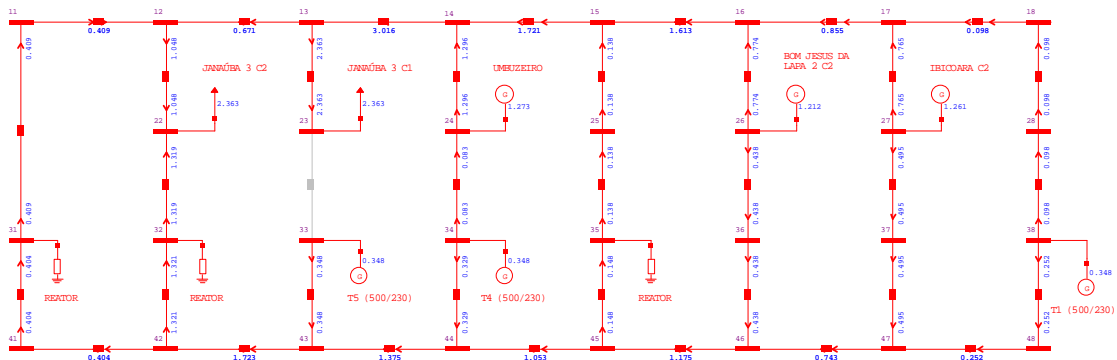 11 12 13 14 15 16 17 18
0.409 0.671 3.016 1.721 1.613 0.855 0.098
0.409 1.048 2.363 1.296 0.138 0.774 0.765 0.098
JANAÚBA 3 C2 JANAÚBA 3 C1 UMBUZEIRO BOM JESUS DA
LAPA 2 C2 IBICOARA C2
G G G
2.363 2.363 1.273 1.212 1.261
1.048 2.363 1.296 0.138 0.774 0.765 0.098
22 23 24 25 26 27 28
1.319 0.083 0.138 0.438 0.495 0.098
0.409 1.319 0.083 0.138 0.438 0.495 0.098
31 32 33 34 35 36 37 38
0.404 1.321 0.348 0.329 0.148 0.438 0.495 0.252
0.348 0.348 0.348
G G G
REATOR REATOR T5 (500/230) T4 (500/230) REATOR T1 (500/230)
0.404 1.321 0.348 0.329 0.148 0.438 0.495 0.252
41 42 43 44 45 46 47 48
0.404 1.723 1.375 1.053 1.175 0.743 0.252